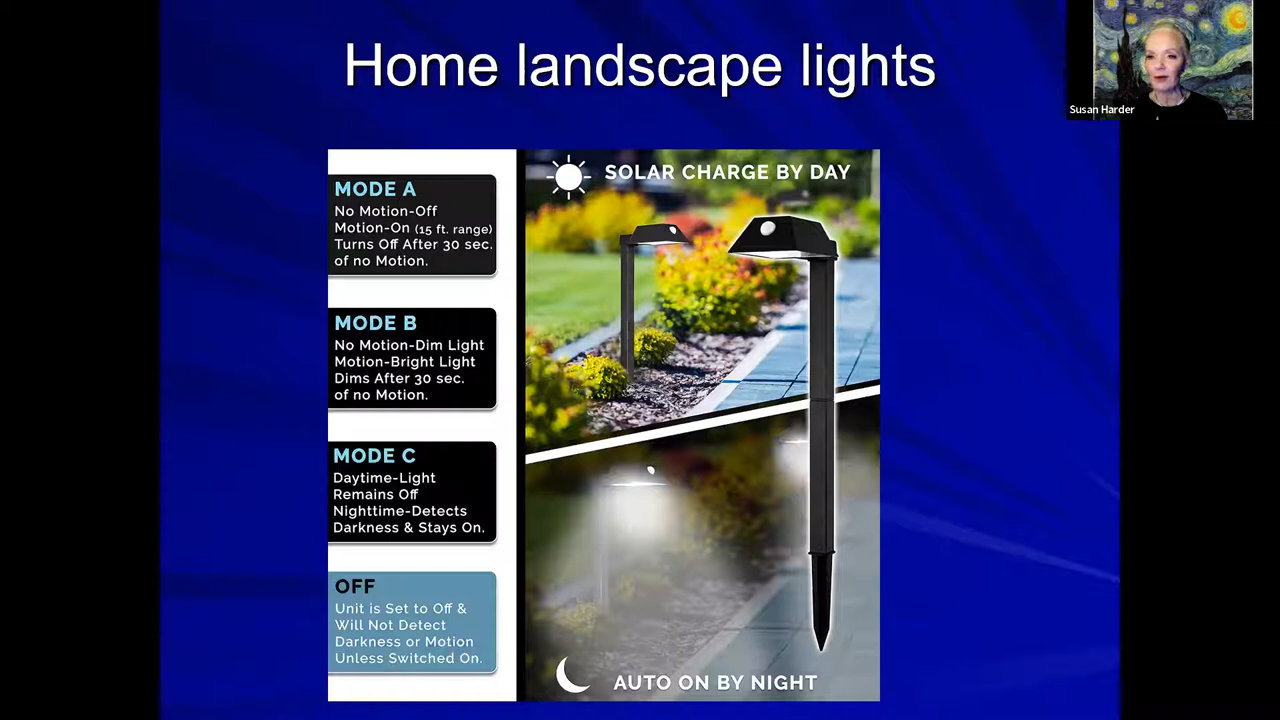 Home landscape lights
Susan Harder
MODE A
No Motion-Off
Motion-On (15 ft. range)
Turns Off After 30 sec.
of no Motion.
MODE B
No Motion-Dim Light
Motion-Bright Light
Dims After 30 sec.
of no Motion.
MODE C
Daytime-Light
Remains Off
Nighttime-Detects
Darkness & Stays On.
OFF
Unit is Set to Off &
Will Not Detect
Darkness or Motion
Unless Switched On.
SOLAR CHARGE BY DAY
AUTO ON BY NIGHT